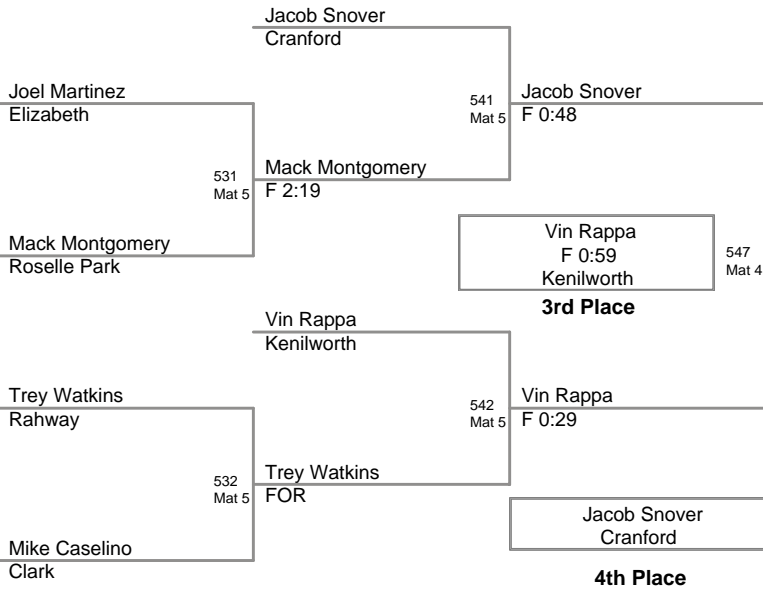 Jacob Snover
Cranford
Joel Martinez
Elizabeth
541
Mat 5
Jacob Snover
F 0:48
531
Mat 5
Mack Montgomery
F 2:19
Mack Montgomery
Roselle Park
Vin Rappa
F 0:59
Kenilworth
547
Mat 4
3rd Place
Vin Rappa
Kenilworth
Trey Watkins
Rahway
542
Mat 5
Vin Rappa
F 0:29
532
Mat 5
Trey Watkins
FOR
Jacob Snover
Cranford
Mike Caselino
Clark
4th Place